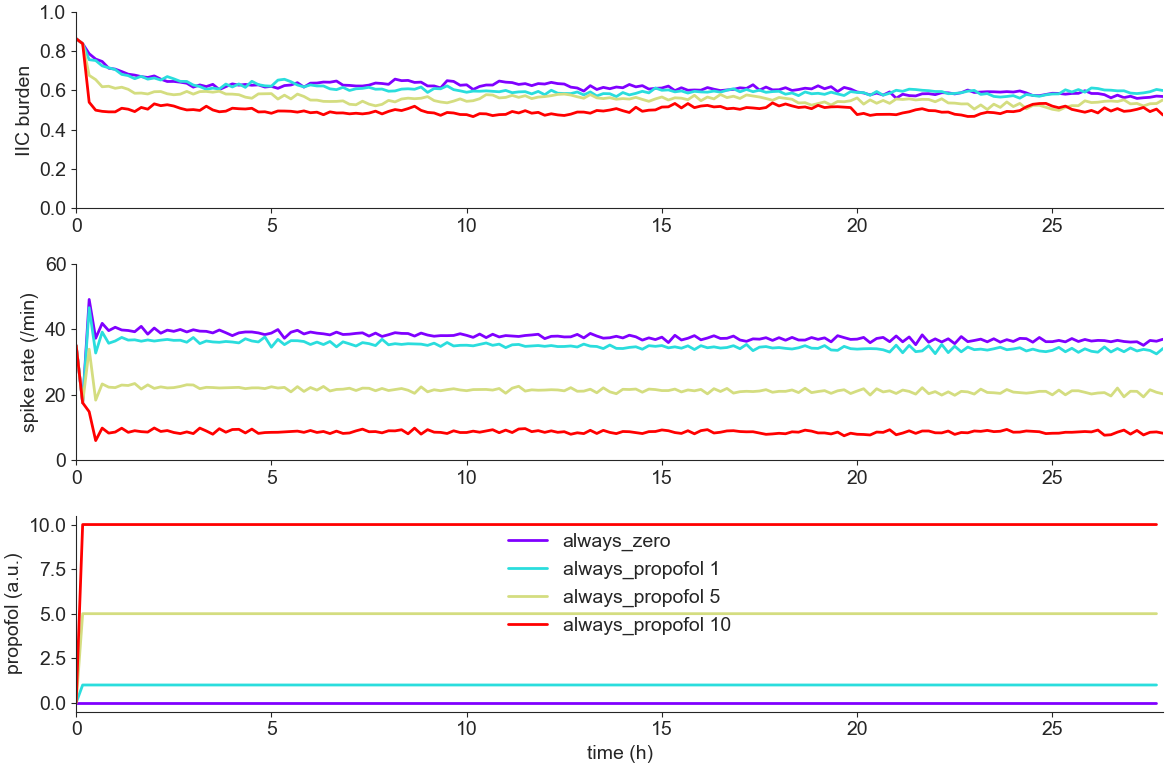 1.0
0.8
0.6
0.4
0.2
0.0
IIC burden
0 5 10 15 20 25
60
40
20
0
spike rate (/min)
0 5 10 15 20 25
10.0
7.5
5.0
2.5
0.0
propofol (a.u.)
always_zero
always_propofol 1
always_propofol 5
always_propofol 10
0 5 10 15 20 25
time (h)